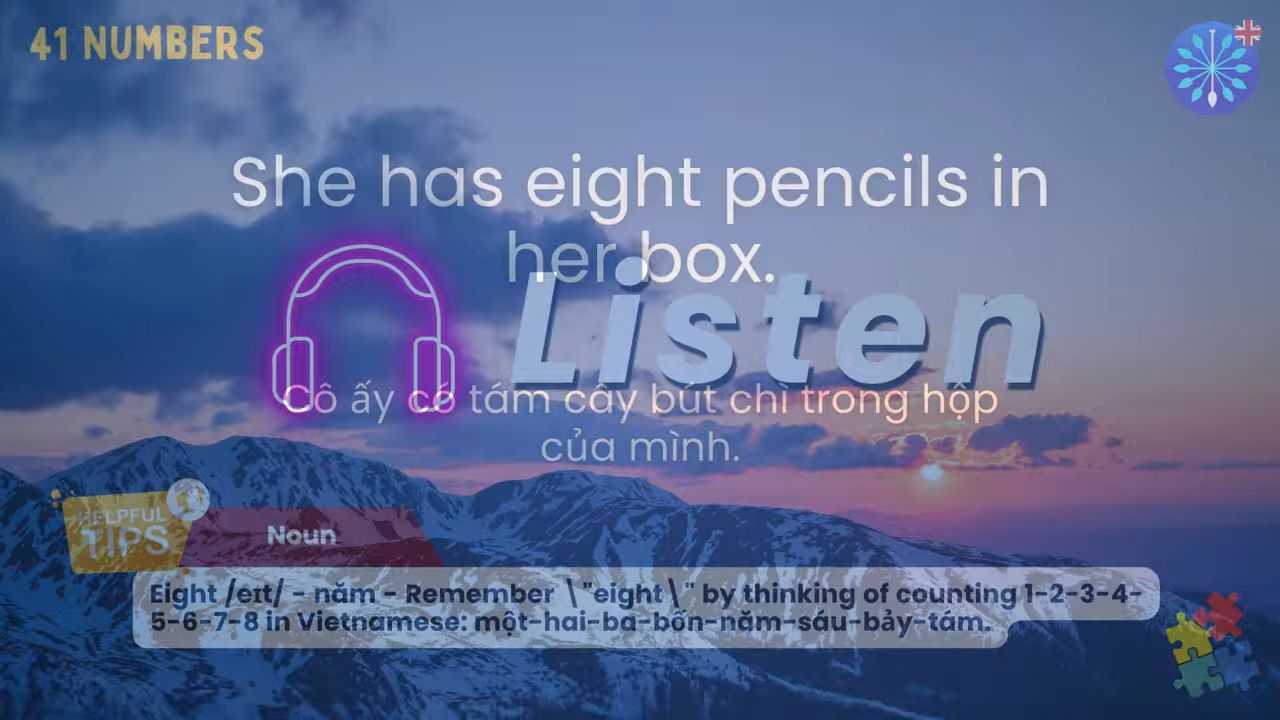 41 NUMBERS
She has eight pencils in
her box.
Listen
Cô ấy có tám cây bút chì trong hộp
của mình.
HELPFUL
TIPS
Noun
Eight /eɪt/ - năm - Remember \"eight\" by thinking of counting 1-2-3-4-
5-6-7-8 in Vietnamese: một-hai-ba-bốn-năm-sáu-bảy-tám.